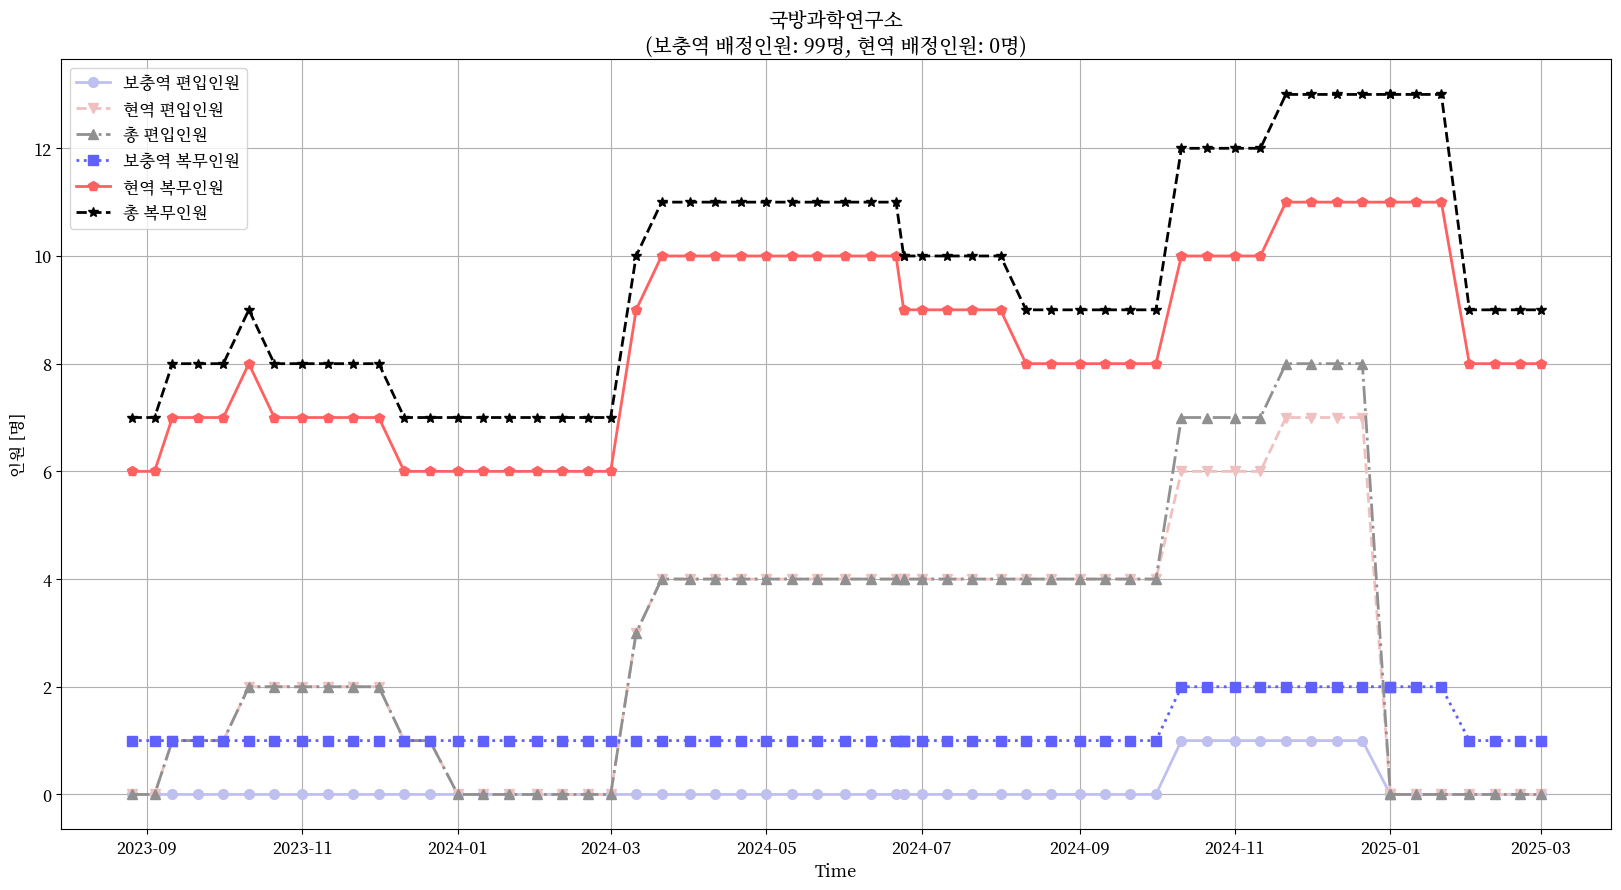 국방과학연구소
(보충역 배정인원: 99명, 현역 배정인원: 0명)
보충역 편입인원
현역 편입인원
총 편입인원
보충역 복무인원
현역 복무인원
총 복무인원
12
10
8
6
4
2
0
인원 [명]
2023-09 2023-11 2024-01 2024-03 2024-05 2024-07 2024-09 2024-11 2025-01 2025-03
Time